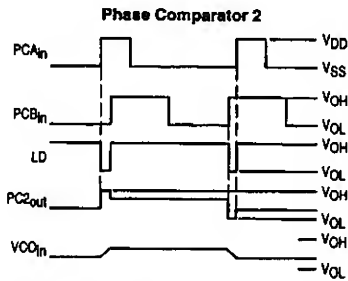 Phase Comparator 2
PCAin
VDD
VSS
PCBin
VOH
VOL
LD
VOH
VOL
PC2out
VOH
VOL
VCOin
VOH
VOL